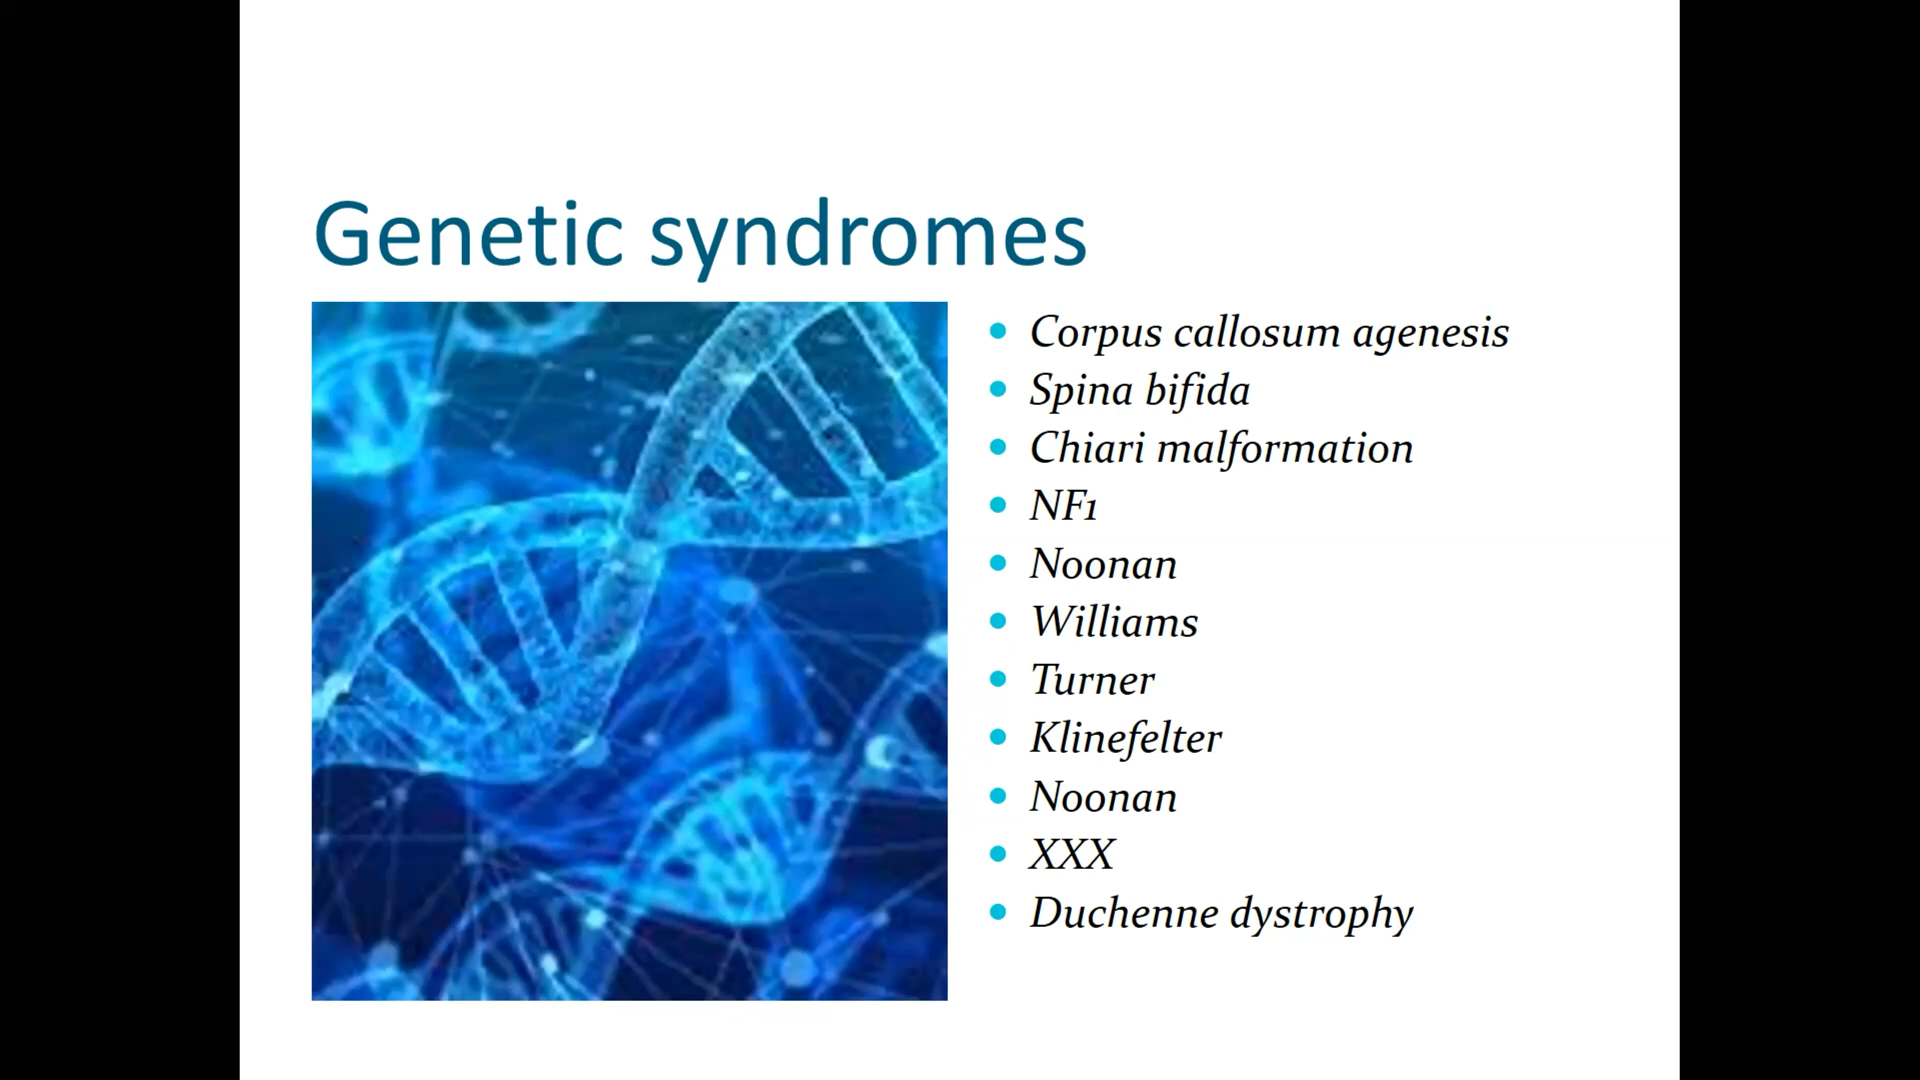 Genetic syndromes
Corpus callosum agenesis
Spina bifida
Chiari malformation
NF1
Noonan
Williams
Turner
Klinefelter
Noonan
XXX
Duchenne dystrophy